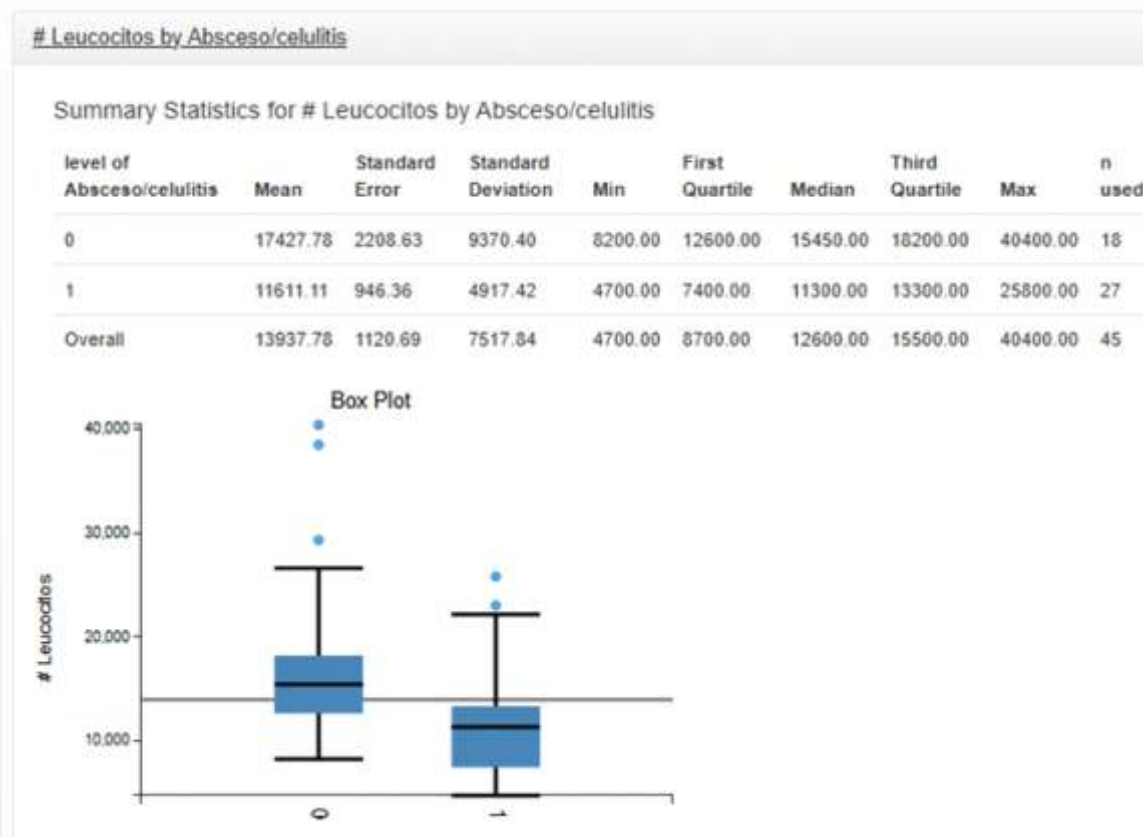 # Leucocitos by Absceso/celulitis
Summary Statistics for # Leucocitos by Absceso/celulitis
level of Absceso/celulitis Mean Standard Error Standard Deviation Min First Quartile Median Third Quartile Max n used
0 17427.78 2208.63 9370.40 8200.00 12600.00 15450.00 18200.00 40400.00 18
1 11611.11 946.36 4917.42 4700.00 7400.00 11300.00 13300.00 25800.00 27
Overall 13937.78 1120.69 7517.84 4700.00 8700.00 12600.00 15500.00 40400.00 45
Box Plot
40,000
30,000
20,000
10,000
# Leucocitos
0 1